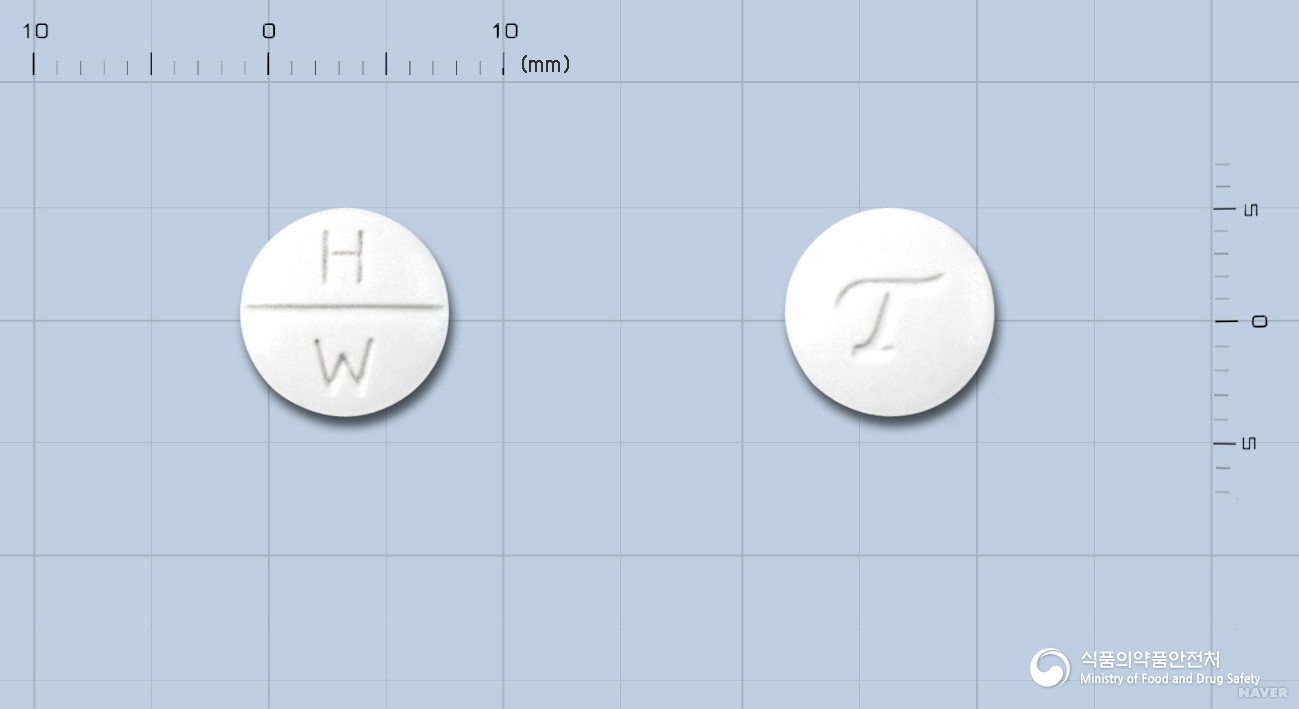 10 0 10 (mm)
H
W
T
5
0
5
식품의약품안전처
Ministry of Food and Drug Safety
NAVER